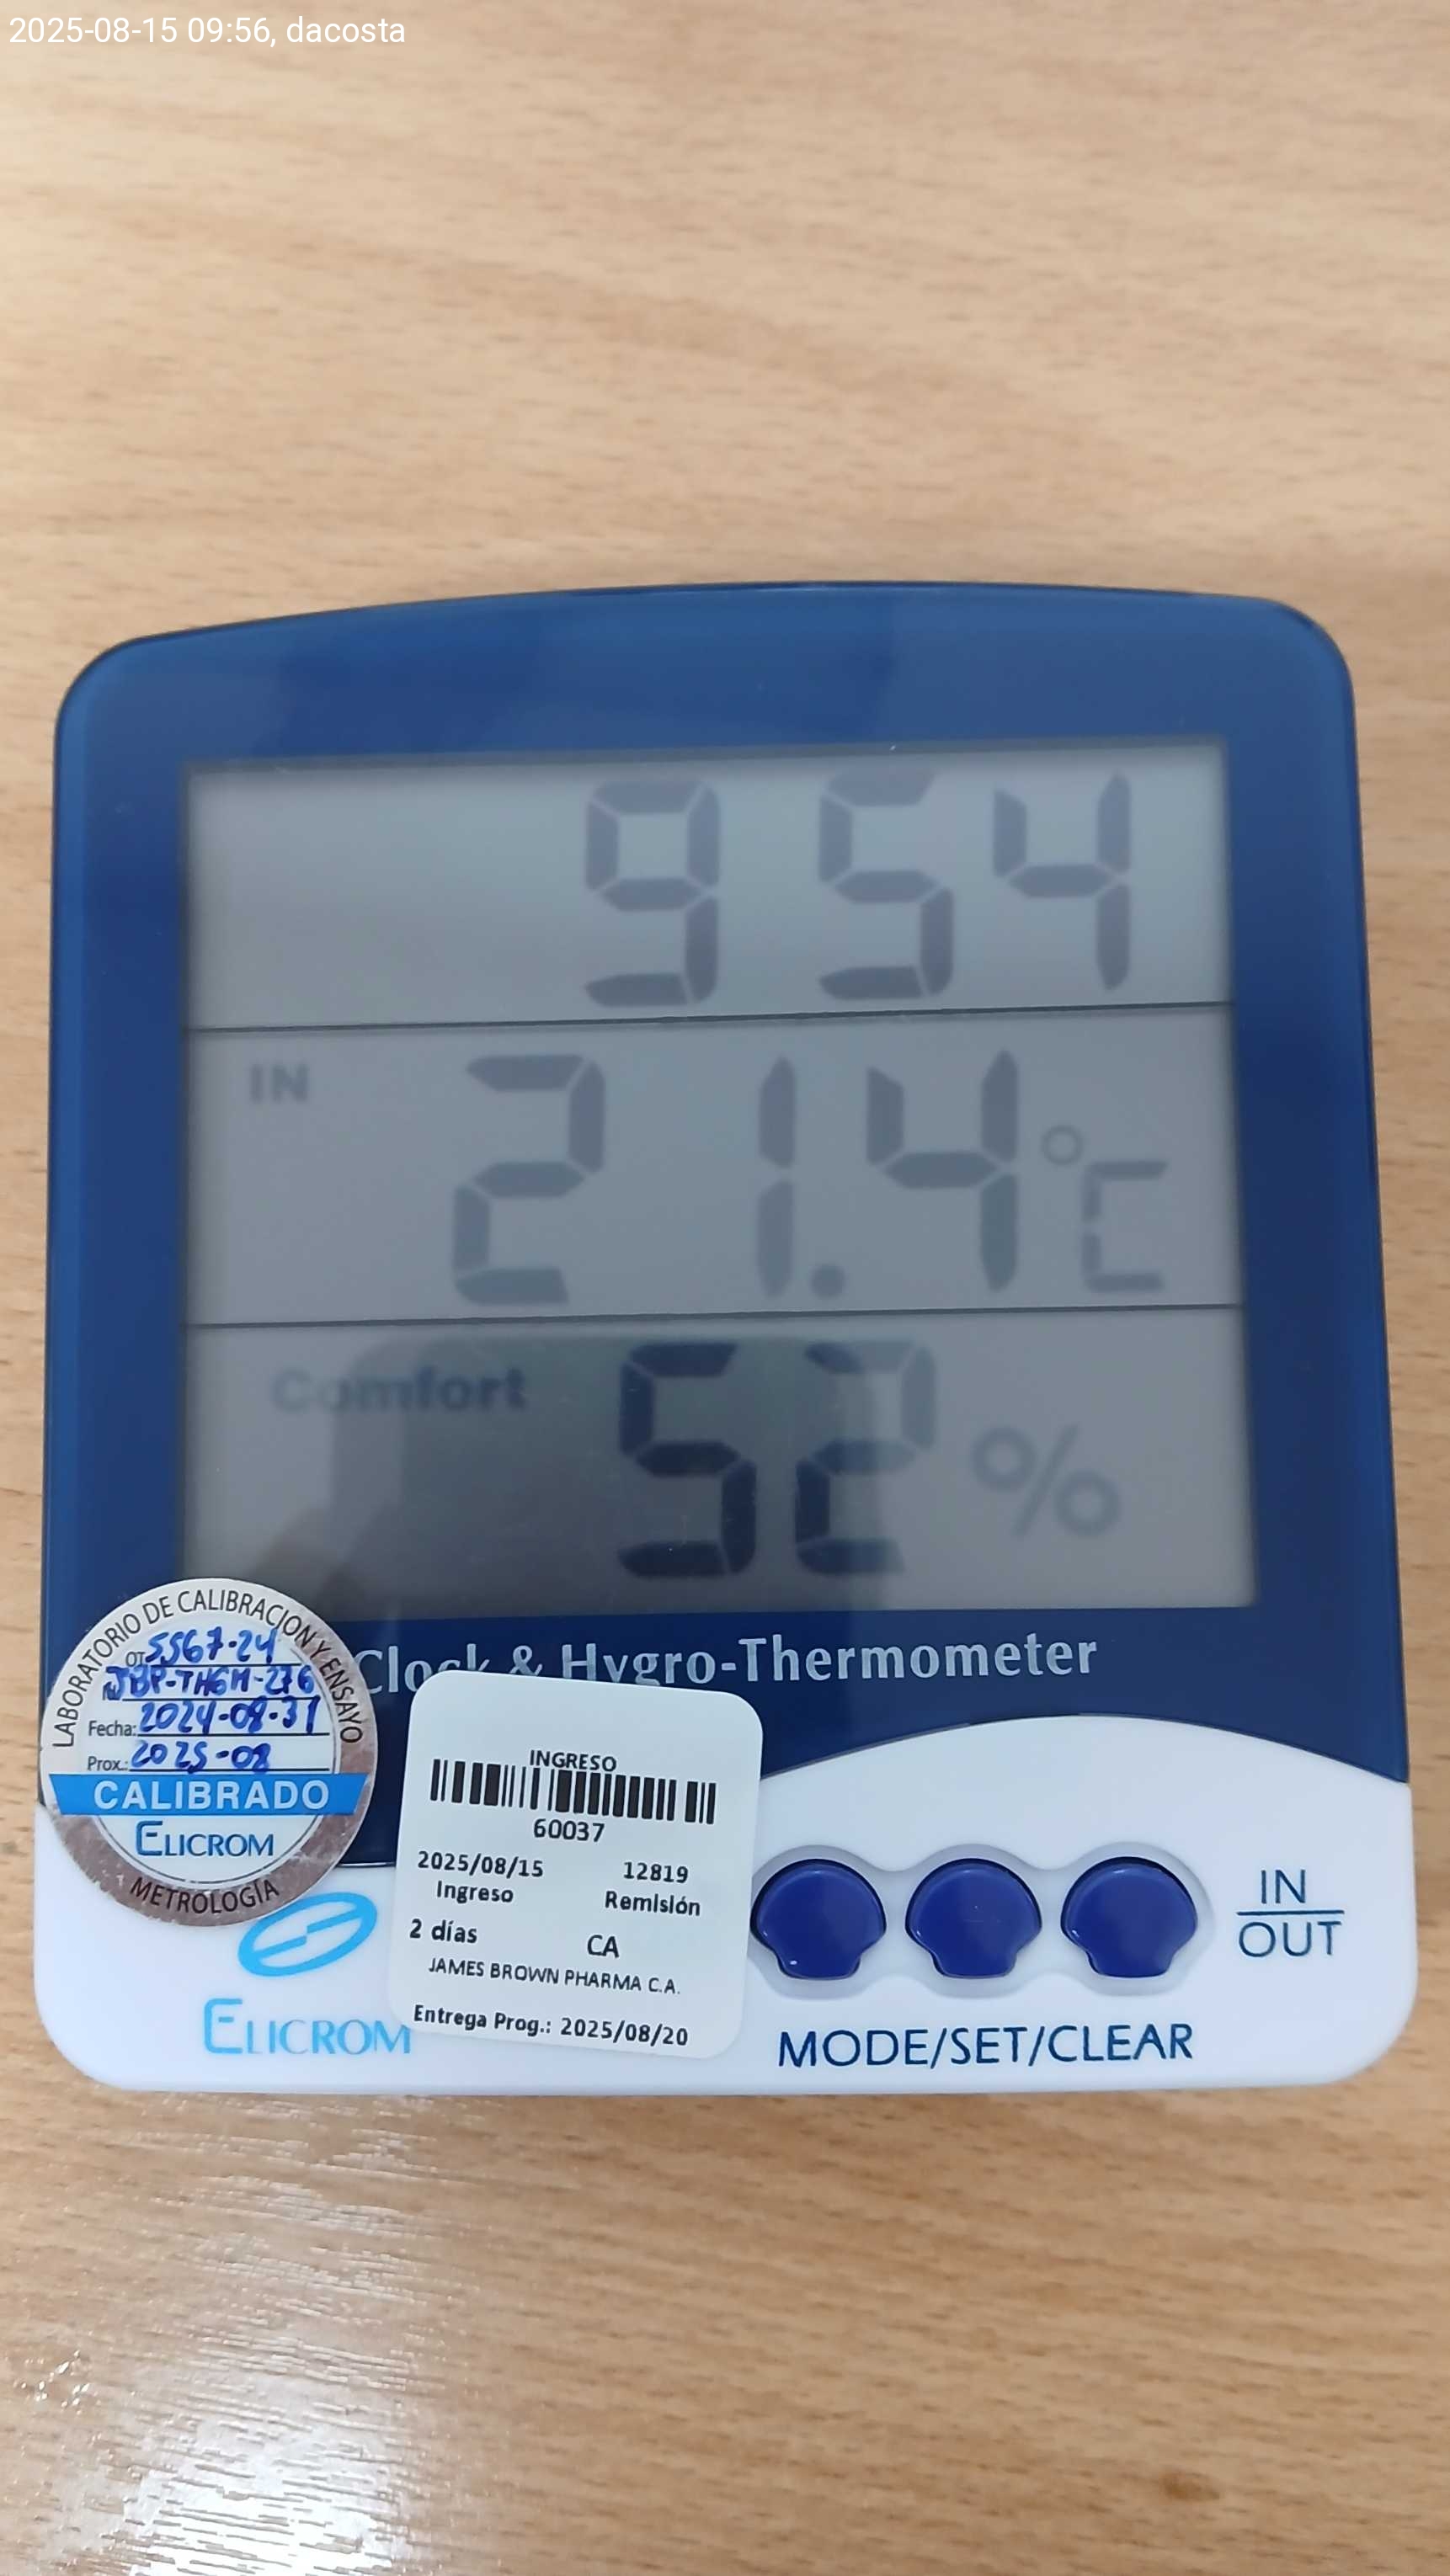 2025-08-15 09:56, dacosta
9 54
IN
21.4 °C
Comfort
52 %
Clock & Hygro-Thermometer
LABORATORIO DE CALIBRACION Y ENSAYO
OT 5567-24
JBP-THGM-276
Fecha: 2024-08-31
Prox.: 2025-08
CALIBRADO
ELICROM
METROLOGÍA
INGRESO
60037
2025/08/15 12819
Ingreso Remisión
2 días CA
JAMES BROWN PHARMA C.A.
Entrega Prog.: 2025/08/20
ELICROM
IN
OUT
MODE/SET/CLEAR